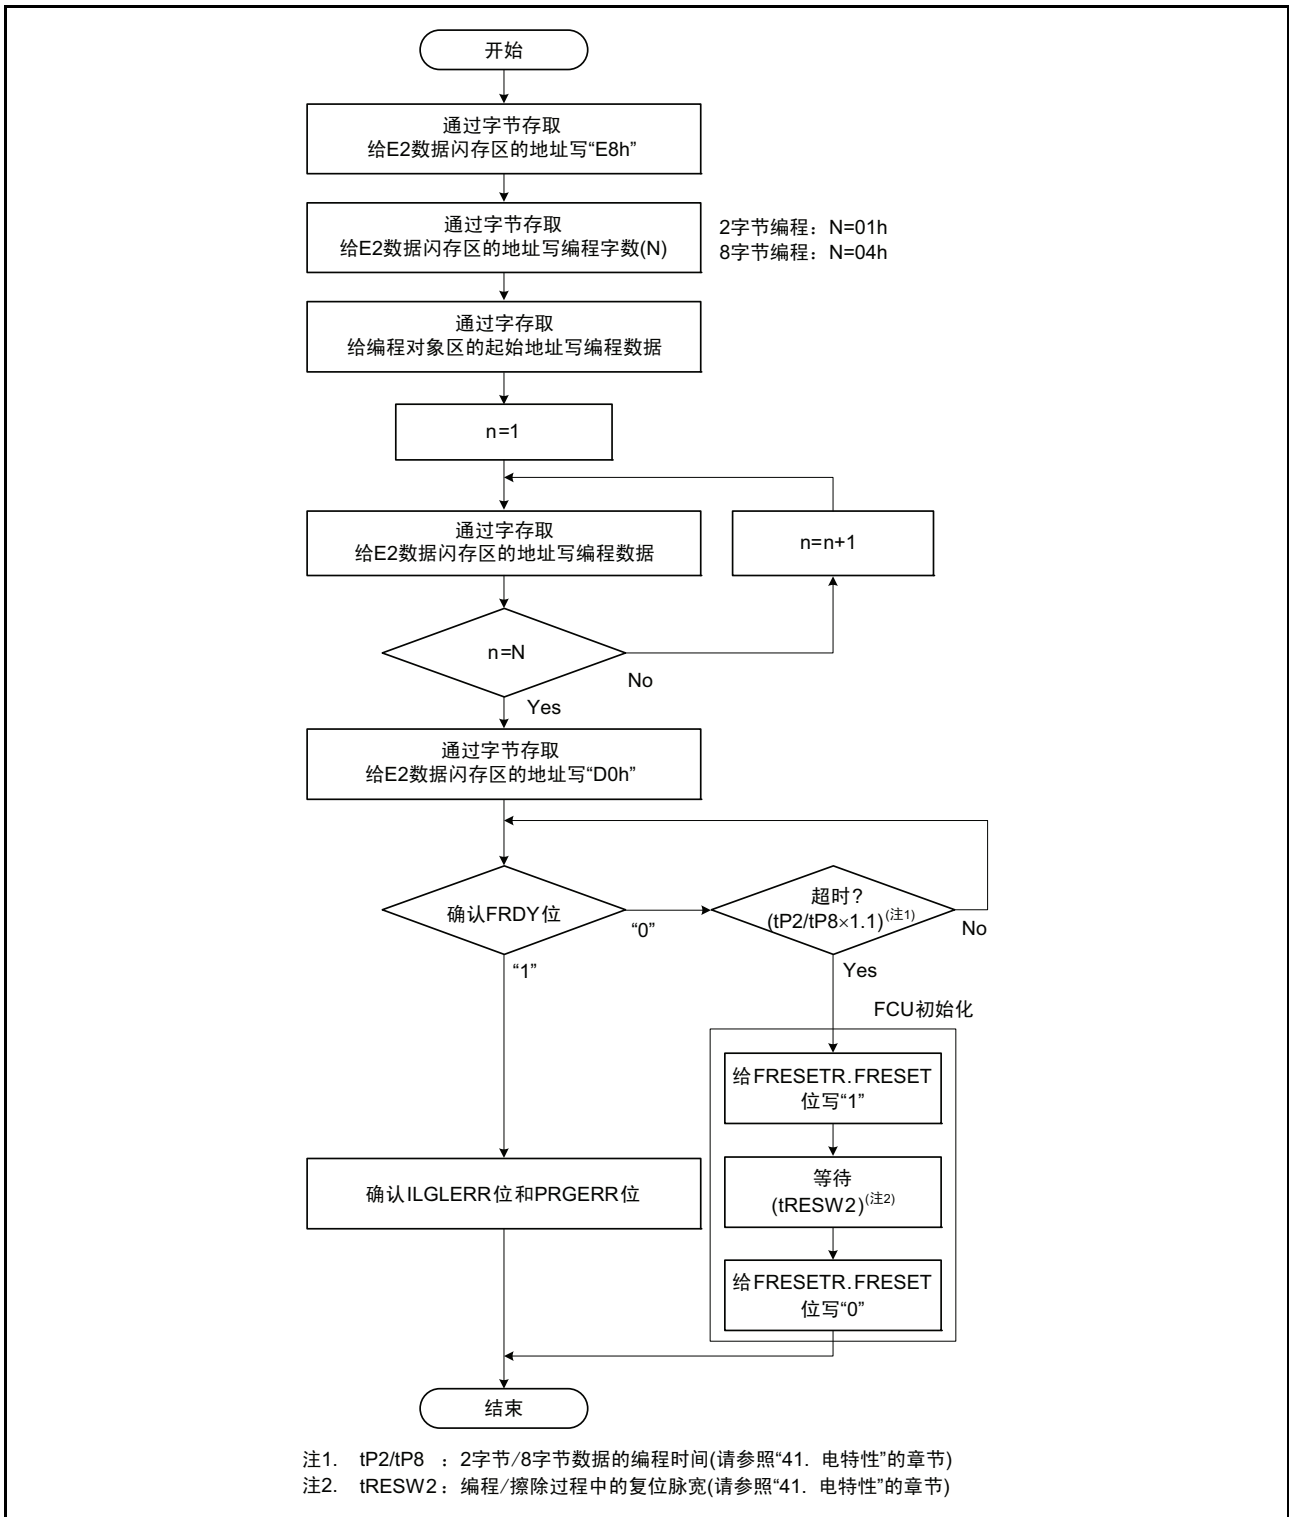 开始
通过字节存取
给E2数据闪存区的地址写“E8h”
通过字节存取
给E2数据闪存区的地址写编程字数(N)
2字节编程：N=01h
8字节编程：N=04h
通过字存取
给编程对象区的起始地址写编程数据
n=1
通过字存取
给E2数据闪存区的地址写编程数据
n=n+1
n=N
No
Yes
通过字节存取
给E2数据闪存区的地址写“D0h”
确认FRDY位
“0”
超时？
(tP2/tP8×1.1)(注1)
No
“1”
Yes
FCU初始化
给FRESETR.FRESET
位写“1”
等待
(tRESW2)(注2)
确认ILGLERR位和PRGERR位
给FRESETR.FRESET
位写“0”
结束
注1. tP2/tP8 ：2字节/8字节数据的编程时间(请参照“41. 电特性”的章节)
注2. tRESW2：编程/擦除过程中的复位脉宽(请参照“41. 电特性”的章节)